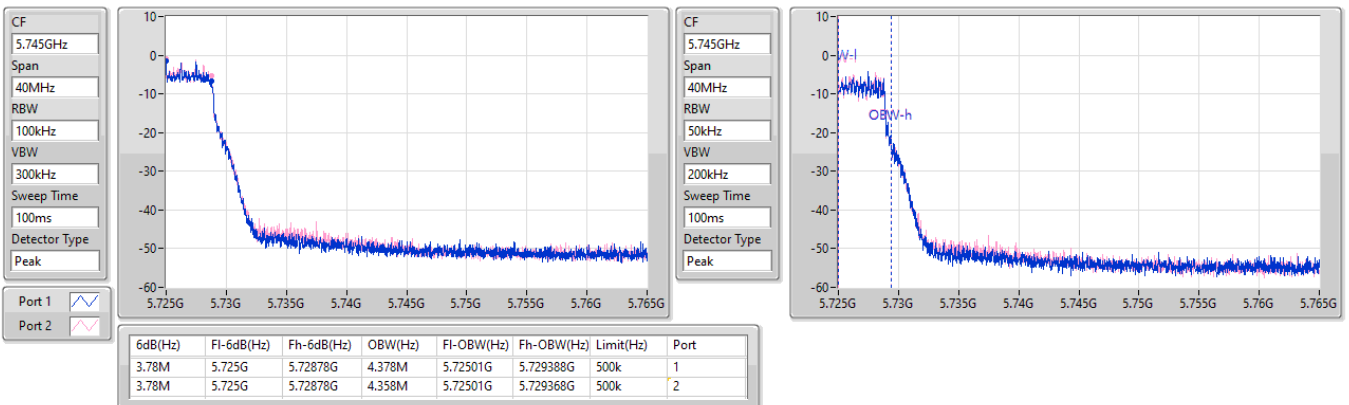 CF
5.745GHz
Span
40MHz
RBW
100kHz
VBW
300kHz
Sweep Time
100ms
Detector Type
Peak
Port 1
Port 2
10
0
-10
-20
-30
-40
-50
-60
5.725G 5.73G 5.735G 5.74G 5.745G 5.75G 5.755G 5.76G 5.765G
CF
5.745GHz
Span
40MHz
RBW
50kHz
VBW
200kHz
Sweep Time
100ms
Detector Type
Peak
10
0
-10
-20
-30
-40
-50
-60
W-l
OBW-h
5.725G 5.73G 5.735G 5.74G 5.745G 5.75G 5.755G 5.76G 5.765G
6dB(Hz) Fl-6dB(Hz) Fh-6dB(Hz) OBW(Hz) Fl-OBW(Hz) Fh-OBW(Hz) Limit(Hz) Port
3.78M 5.725G 5.72878G 4.378M 5.72501G 5.729388G 500k 1
3.78M 5.725G 5.72878G 4.358M 5.72501G 5.729368G 500k 2